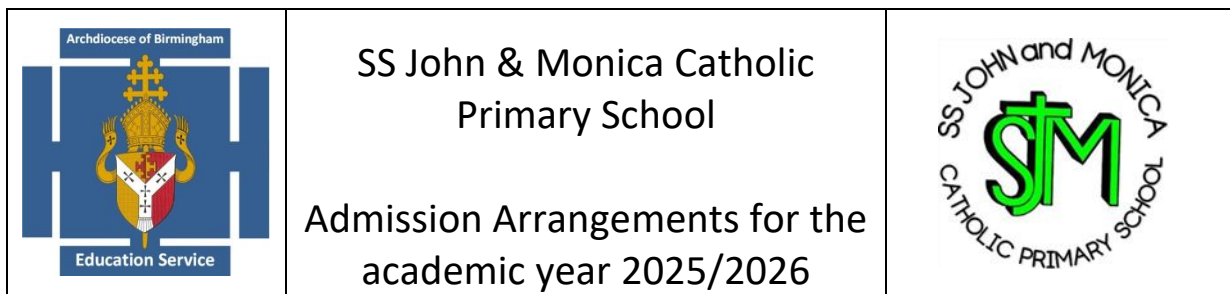 Archdiocese of Birmingham
Education Service
SS John & Monica Catholic
Primary School
Admission Arrangements for the
academic year 2025/2026
SS JOHN and MONICA
CATHOLIC PRIMARY SCHOOL
SJM